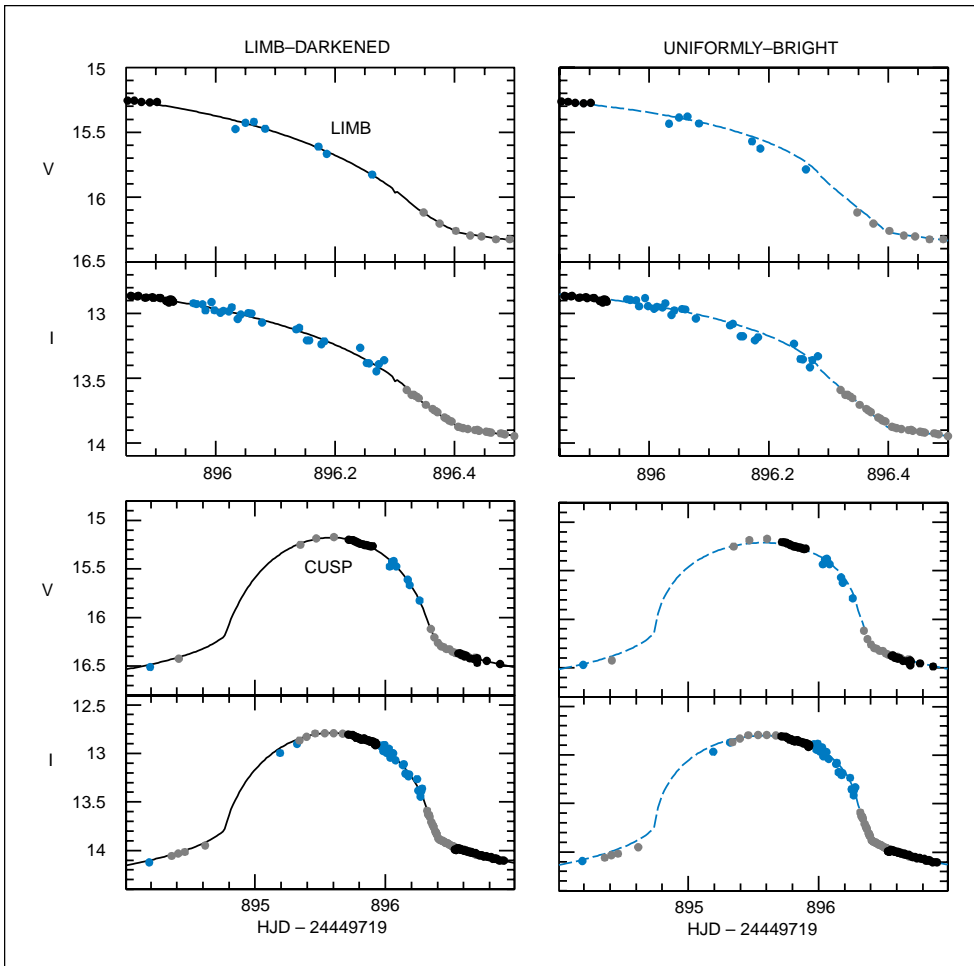 LIMB–DARKENED
UNIFORMLY–BRIGHT
15
15.5
16
16.5
V
LIMB
13
13.5
14
I
896
896.2
896.4
896
896.2
896.4
15
15.5
16
16.5
V
CUSP
12.5
13
13.5
14
I
895
896
895
896
HJD – 24449719
HJD – 24449719